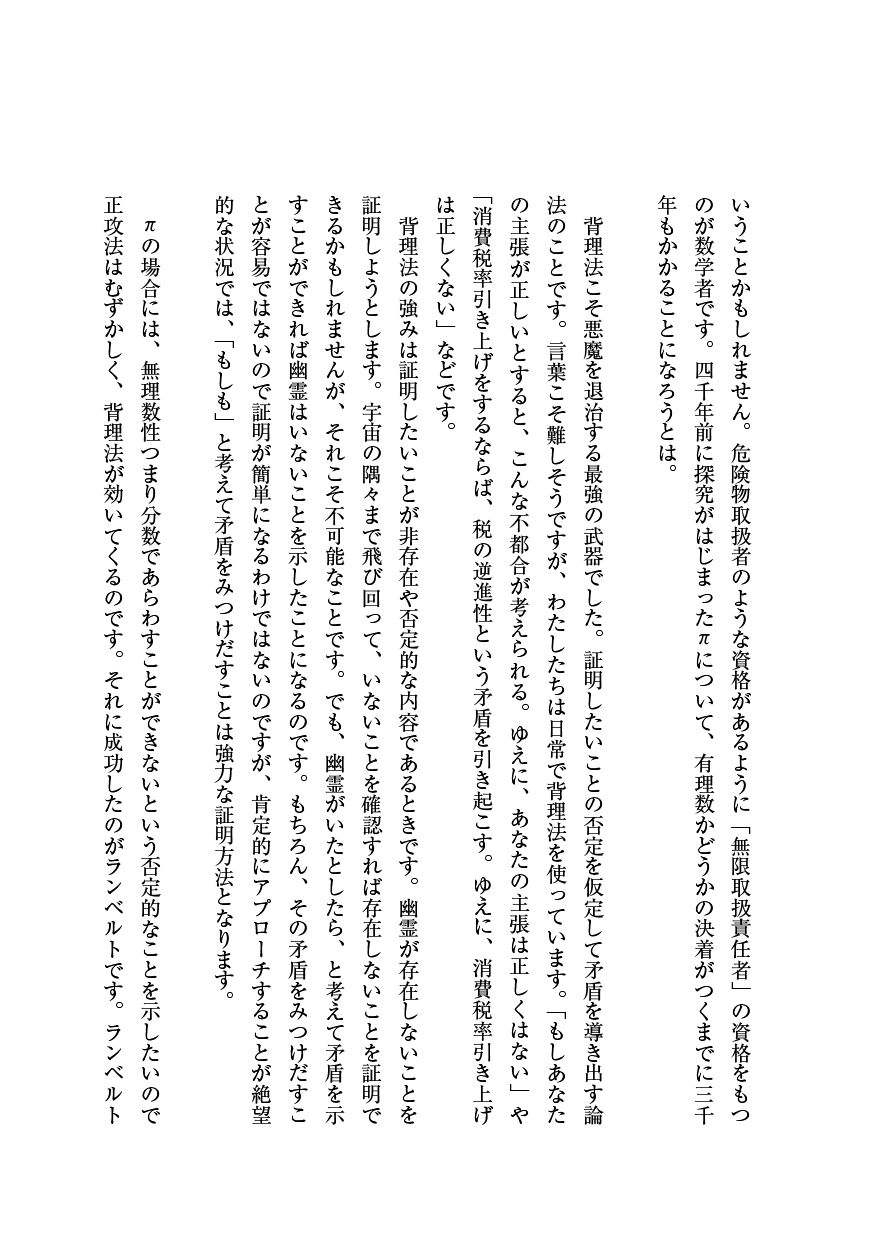 いうことかもしれません。危険物取扱者のような資格があるように「無限取扱責任者」の資格をもつ
のが数学者です。四千年前に探究がはじまったπについて、有理数かどうかの決着がつくまでに三千
年もかかることになろうとは。
背理法こそ悪魔を退治する最強の武器でした。証明したいことの否定を仮定して矛盾を導き出す論
法のことです。言葉こそ難しそうですが、わたしたちは日常で背理法を使っています。「もしあなた
の主張が正しいとすると、こんな不都合が考えられる。ゆえに、あなたの主張は正しくはない」や
「消費税率引き上げをするならば、税の逆進性という矛盾を引き起こす。ゆえに、消費税率引き上げ
は正しくない」などです。
背理法の強みは証明したいことが非存在や否定的な内容であるときです。幽霊が存在しないことを
証明しようとします。宇宙の隅々まで飛び回って、いないことを確認すれば存在しないことを証明で
きるかもしれませんが、それこそ不可能なことです。でも、幽霊がいたとしたら、と考えて矛盾を示
すことができれば幽霊はいないことを示したことになるのです。もちろん、その矛盾をみつけだすこ
とが容易ではないので証明が簡単になるわけではないのですが、肯定的にアプローチすることが絶望
的な状況では、「もしも」と考えて矛盾をみつけだすことは強力な証明方法となります。
πの場合には、無理数性つまり分数であらわすことができないという否定的なことを示したいので
正攻法はむずかしく、背理法が効いてくるのです。それに成功したのがランベルトです。ランベルト